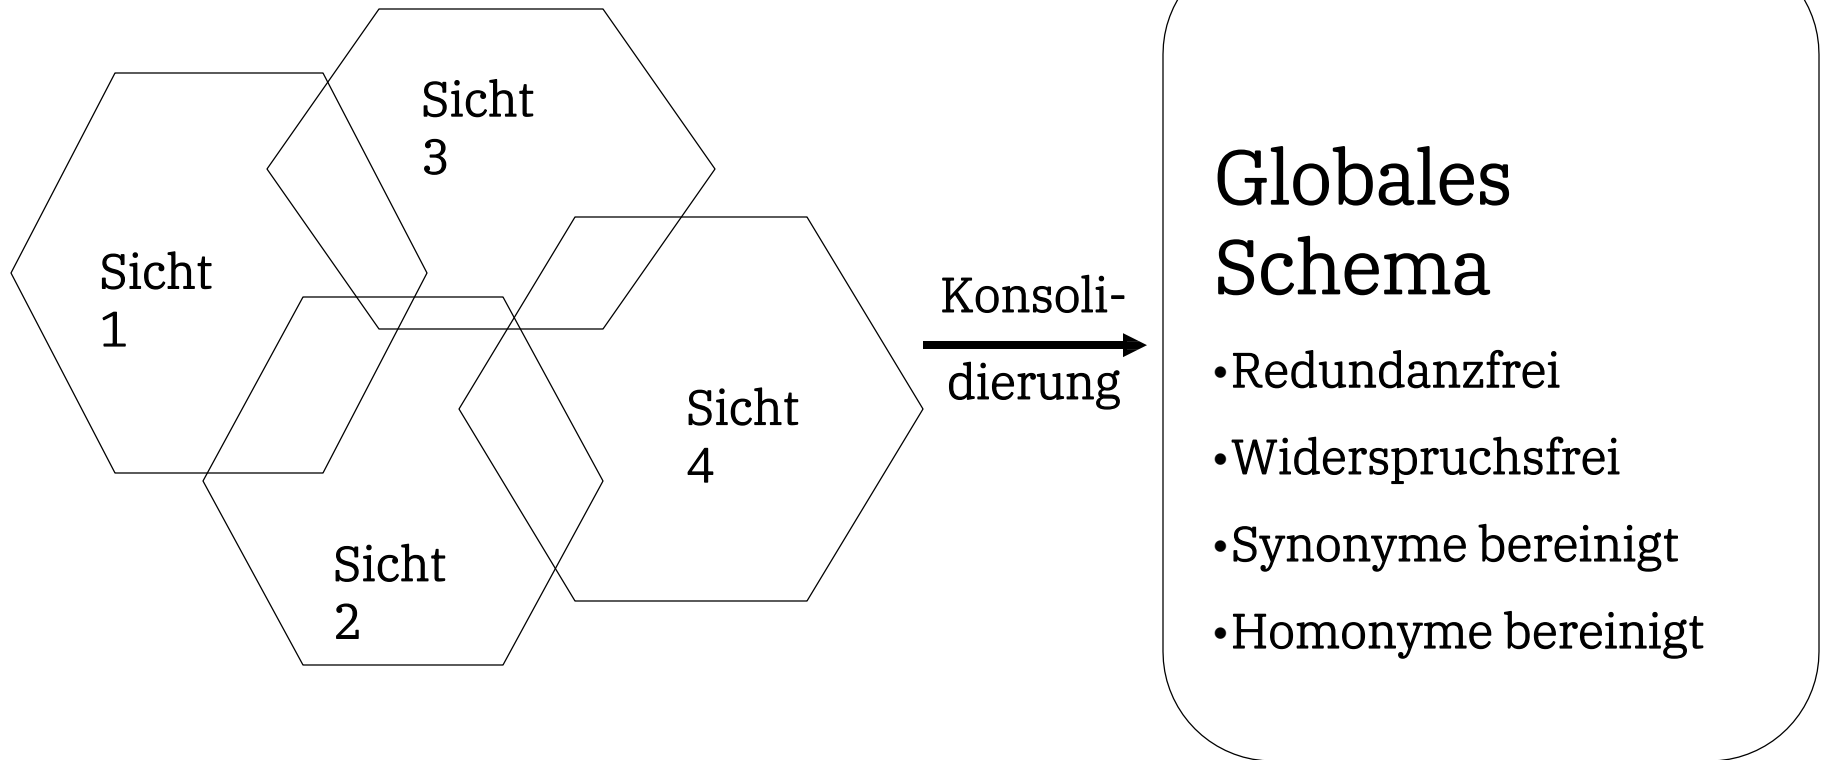 Sicht
3
Sicht
1
Sicht
4
Sicht
2
Konsoli-
dierung
Globales
Schema
•Redundanzfrei
•Widerspruchsfrei
•Synonyme bereinigt
•Homonyme bereinigt